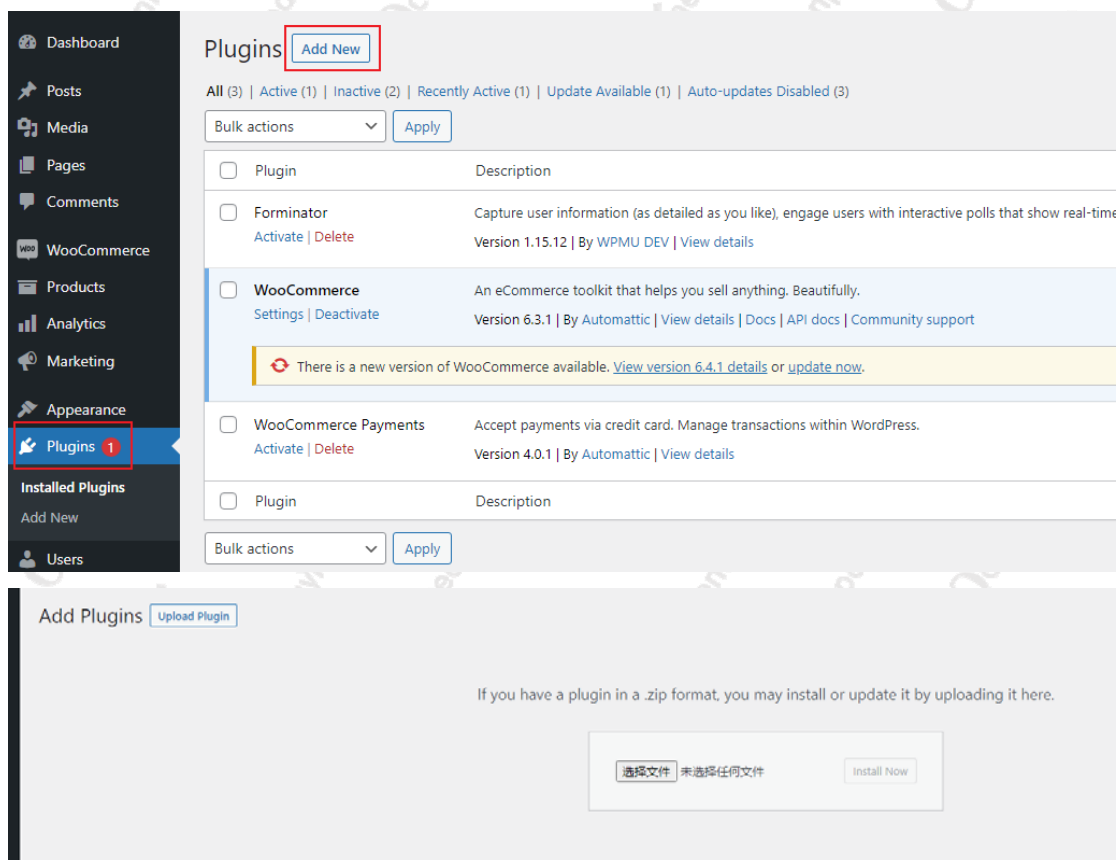 Dashboard
Posts
Media
Pages
Comments
WOO WooCommerce
Products
Analytics
Marketing
Appearance
Plugins 1
Installed Plugins
Add New
Users
Plugins Add New
All (3) | Active (1) | Inactive (2) | Recently Active (1) | Update Available (1) | Auto-updates Disabled (3)
Bulk actions Apply
Plugin Description
Forminator Capture user information (as detailed as you like), engage users with interactive polls that show real-time
Activate | Delete Version 1.15.12 | By WPMU DEV | View details
WooCommerce An eCommerce toolkit that helps you sell anything. Beautifully.
Settings | Deactivate Version 6.3.1 | By Automattic | View details | Docs | API docs | Community support
There is a new version of WooCommerce available. View version 6.4.1 details or update now.
WooCommerce Payments Accept payments via credit card. Manage transactions within WordPress.
Activate | Delete Version 4.0.1 | By Automattic | View details
Plugin Description
Bulk actions Apply
Add Plugins Upload Plugin
If you have a plugin in a .zip format, you may install or update it by uploading it here.
选择文件 未选择任何文件 Install Now